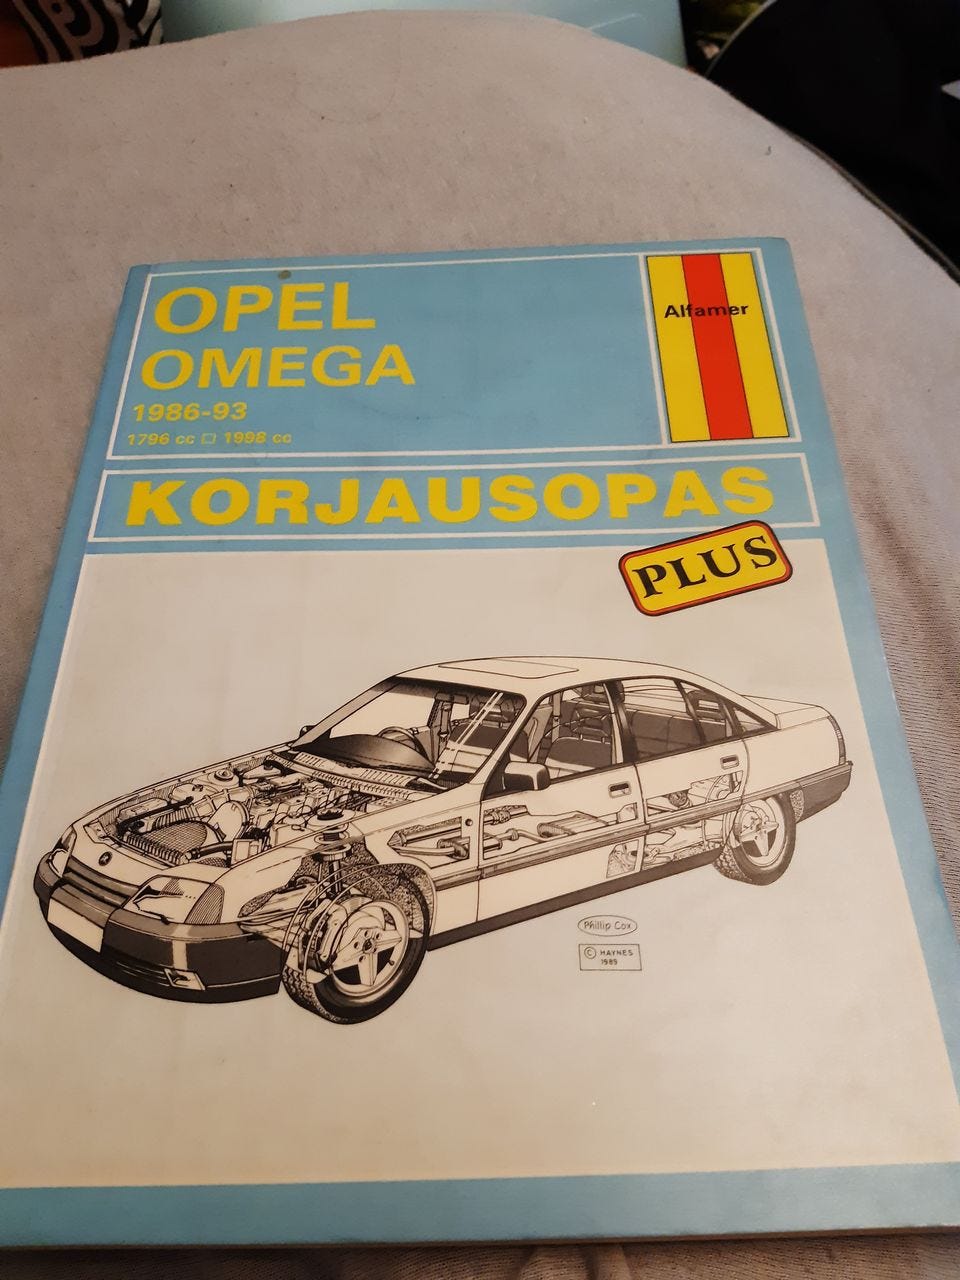 OPEL
OMEGA
1986-93
1796 cc □ 1998 cc
Alfamer
KORJAUSOPAS
PLUS
Phillip Cox
© HAYNES
1989